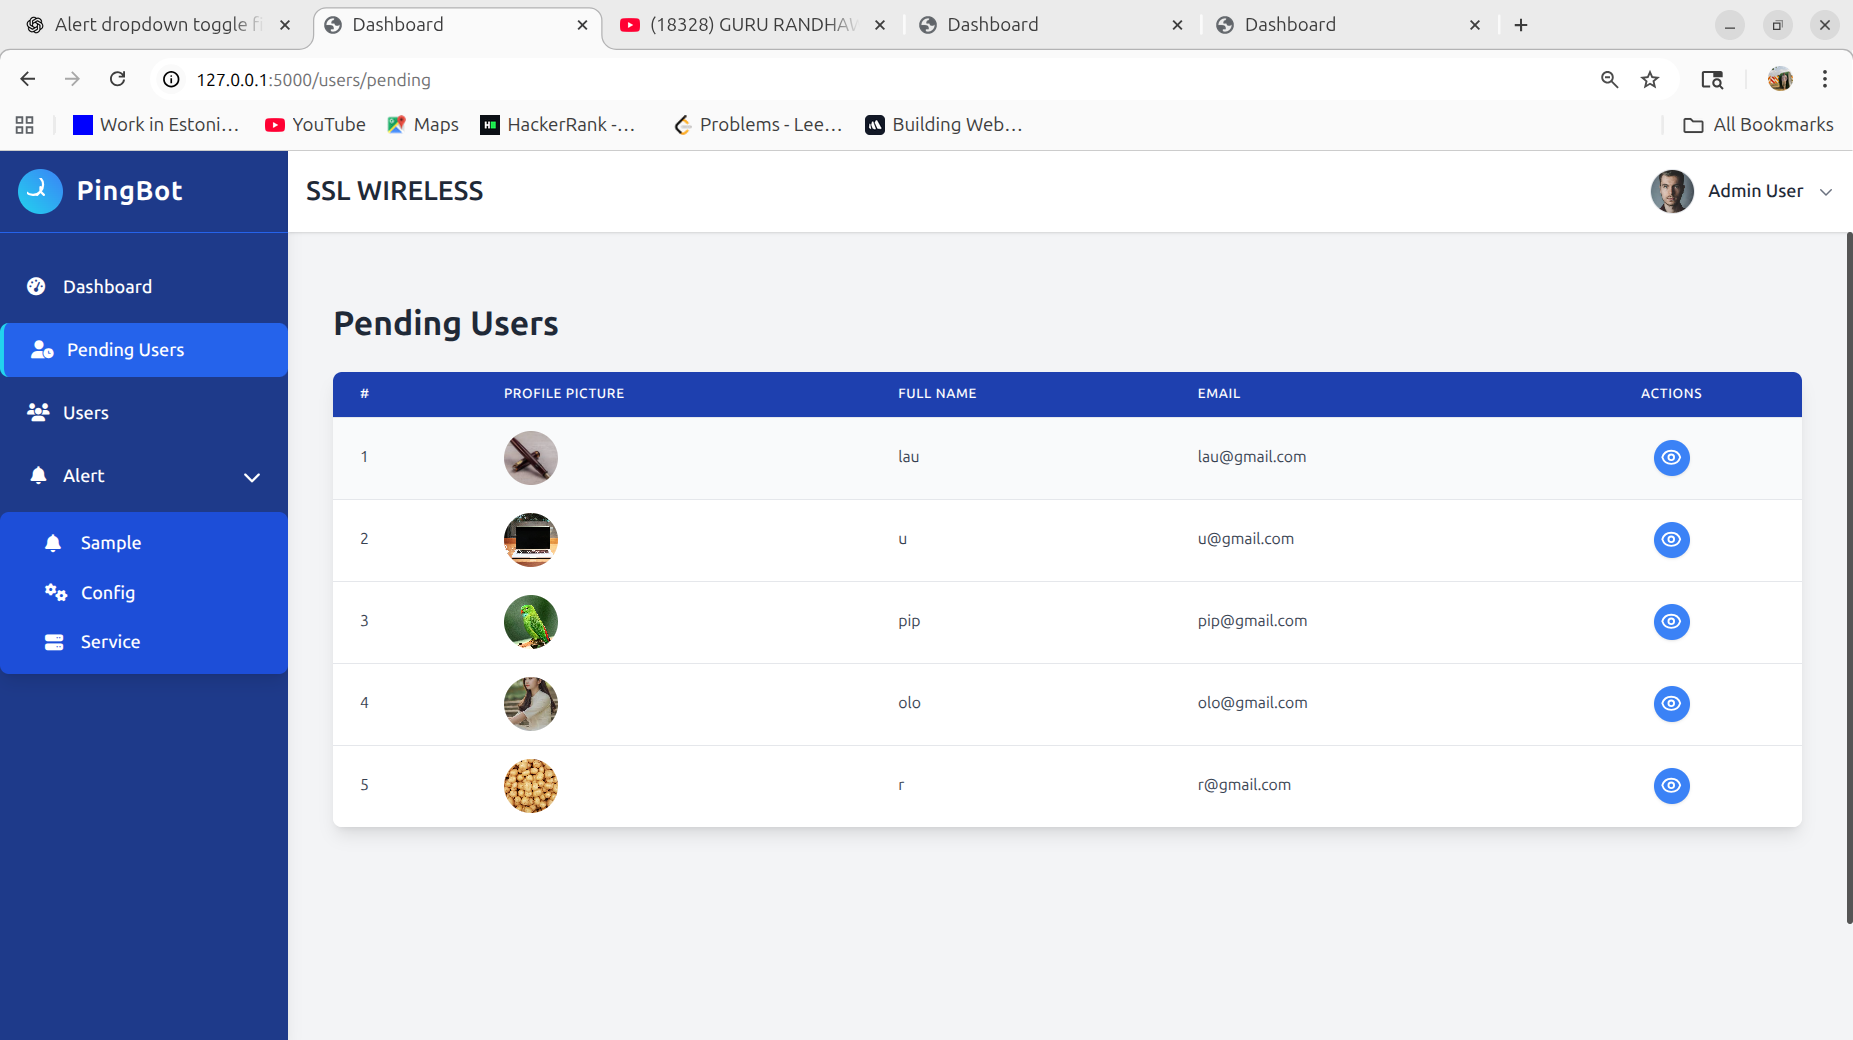 Alert dropdown toggle fi
Dashboard
(18328) GURU RANDHAW
Dashboard
Dashboard
127.0.0.1:5000/users/pending
Work in Estoni...
YouTube
Maps
HackerRank -...
Problems - Lee...
Building Web...
All Bookmarks
PingBot
SSL WIRELESS
Admin User
Dashboard
Pending Users
Users
Alert
Sample
Config
Service
Pending Users
# PROFILE PICTURE FULL NAME EMAIL ACTIONS
1 lau lau@gmail.com
2 u u@gmail.com
3 pip pip@gmail.com
4 olo olo@gmail.com
5 r r@gmail.com